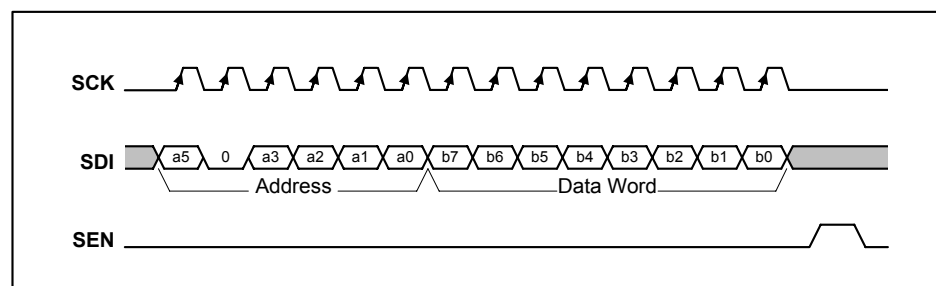 SCK
SDI a5 0 a3 a2 a1 a0 b7 b6 b5 b4 b3 b2 b1 b0
Address Data Word
SEN